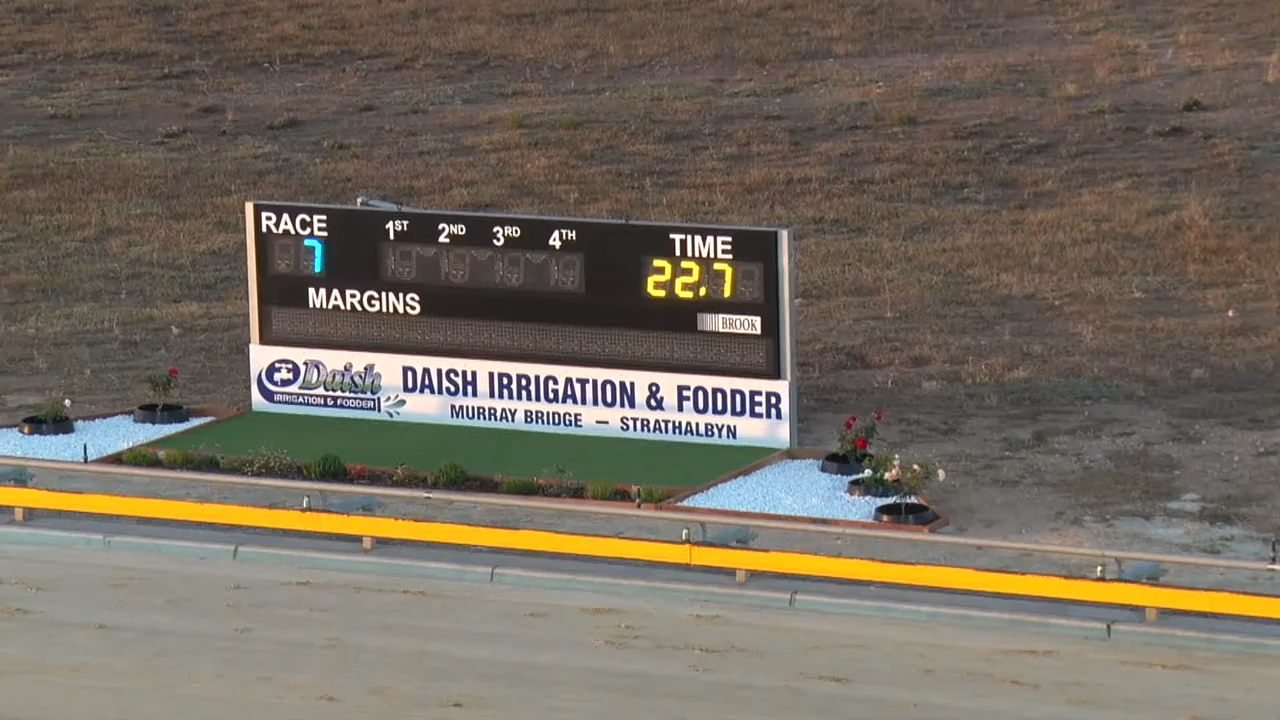 RACE 1ST 2ND 3RD 4TH TIME
7 22.7
MARGINS
BROOK
Daish
IRRIGATION & FODDER
DAISH IRRIGATION & FODDER
MURRAY BRIDGE — STRATHALBYN